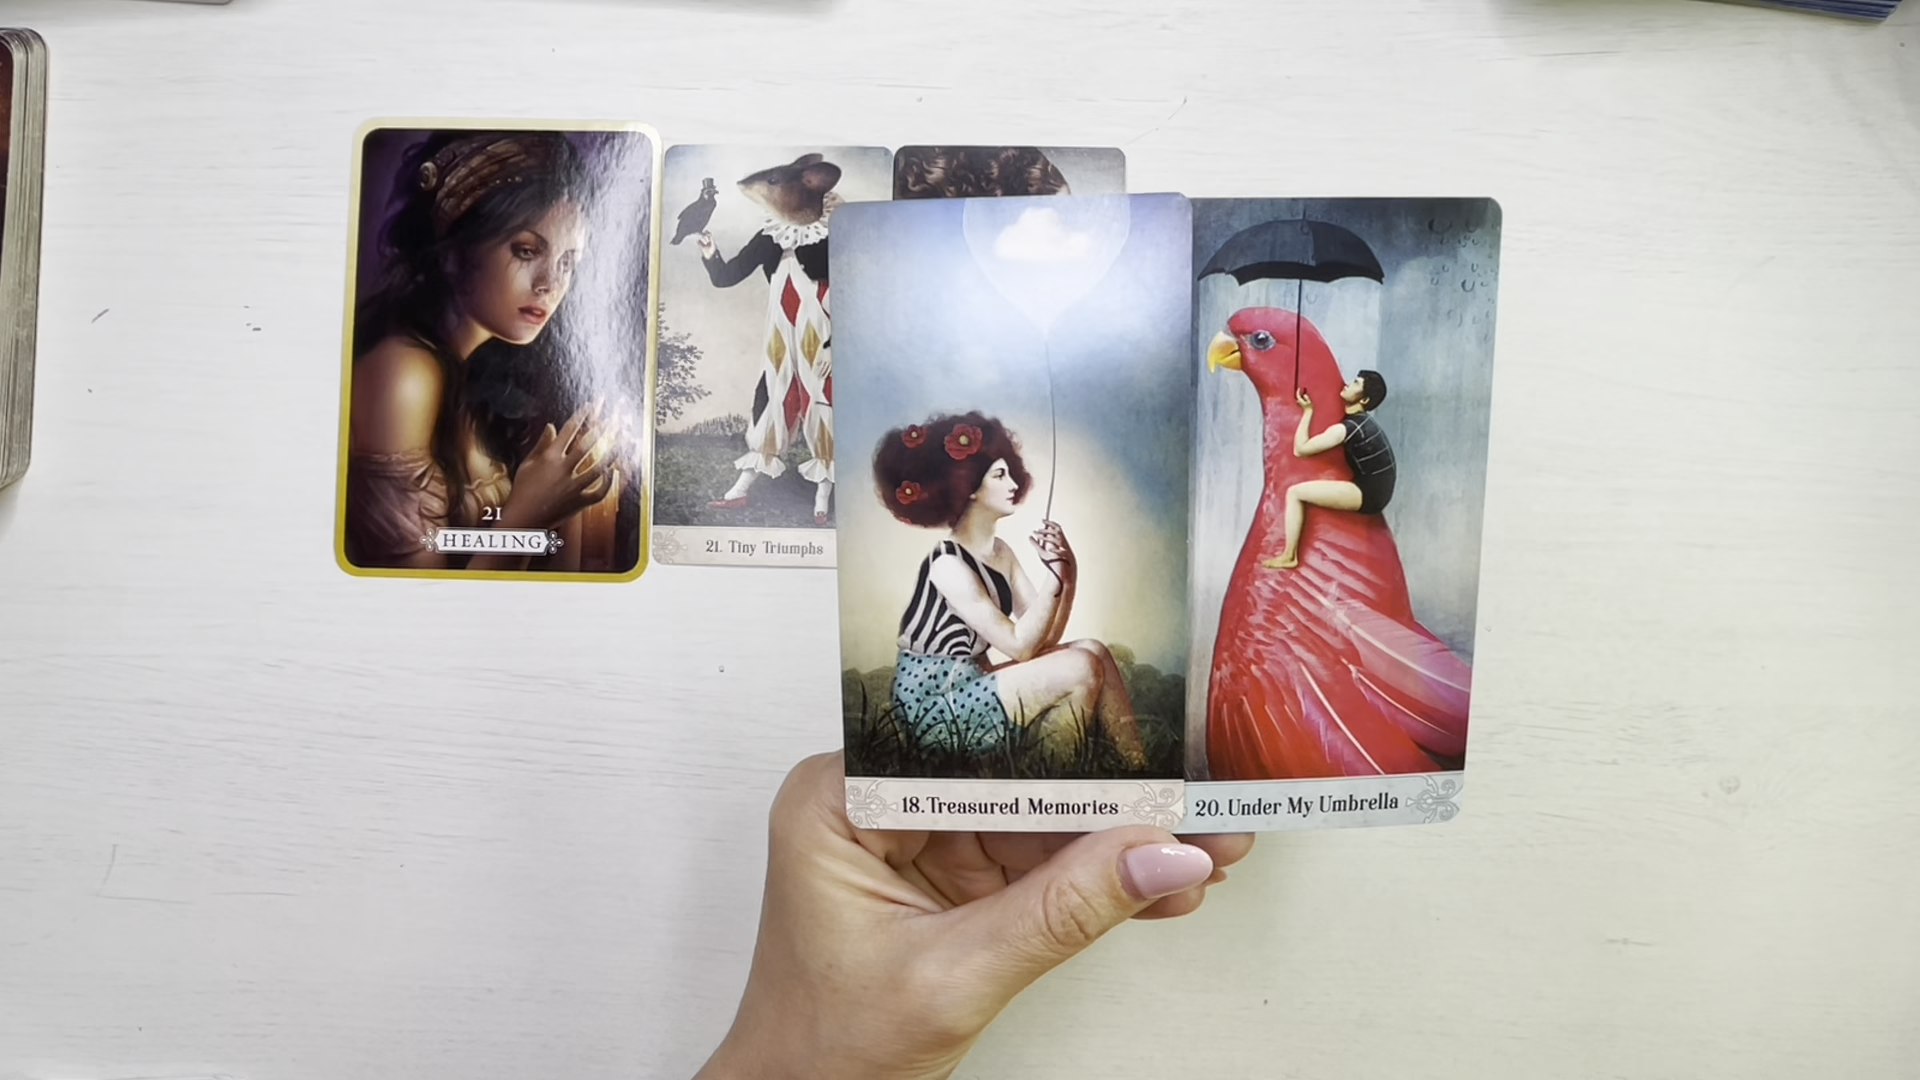 21
HEALING
21. Tiny Triumphs
18. Treasured Memories
20. Under My Umbrella